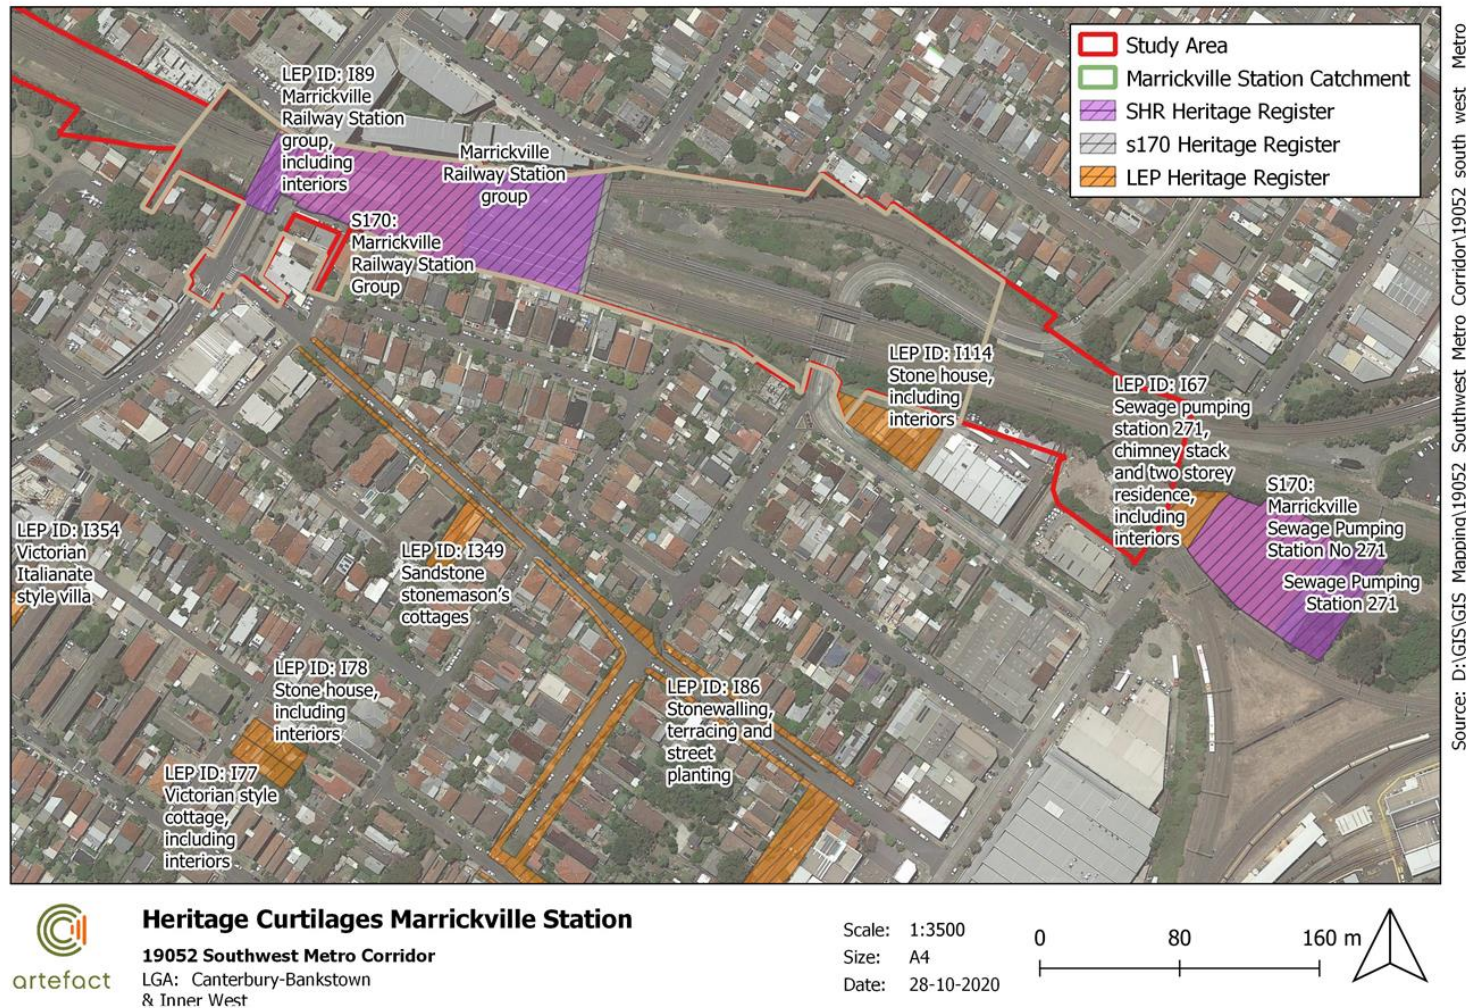 Study Area
Marrickville Station Catchment
SHR Heritage Register
s170 Heritage Register
LEP Heritage Register
LEP ID: I89
Marrickville
Railway Station
group,
including
interiors
Marrickville
Railway Station
group
S170:
Marrickville
Railway Station
Group
LEP ID: I114
Stone house,
including
interiors
LEP ID: I67
Sewage pumping
station 271,
chimney stack
and two storey
residence,
including
interiors
S170:
Marrickville
Sewage Pumping
Station No 271
Sewage Pumping
Station 271
LEP ID: I354
Victorian
Italianate
style villa
LEP ID: I349
Sandstone
stonemason's
cottages
LEP ID: I78
Stone house,
including
interiors
LEP ID: I86
Stonewalling,
terracing and
street
planting
LEP ID: I77
Victorian style
cottage,
including
interiors
Source: D:\GIS\GIS Mapping\19052 Southwest Metro Corridor\19052 south west Metro
artefact
Heritage Curtilages Marrickville Station
19052 Southwest Metro Corridor
LGA: Canterbury-Bankstown
& Inner West
Scale: 1:3500
Size: A4
Date: 28-10-2020
0 80 160 m